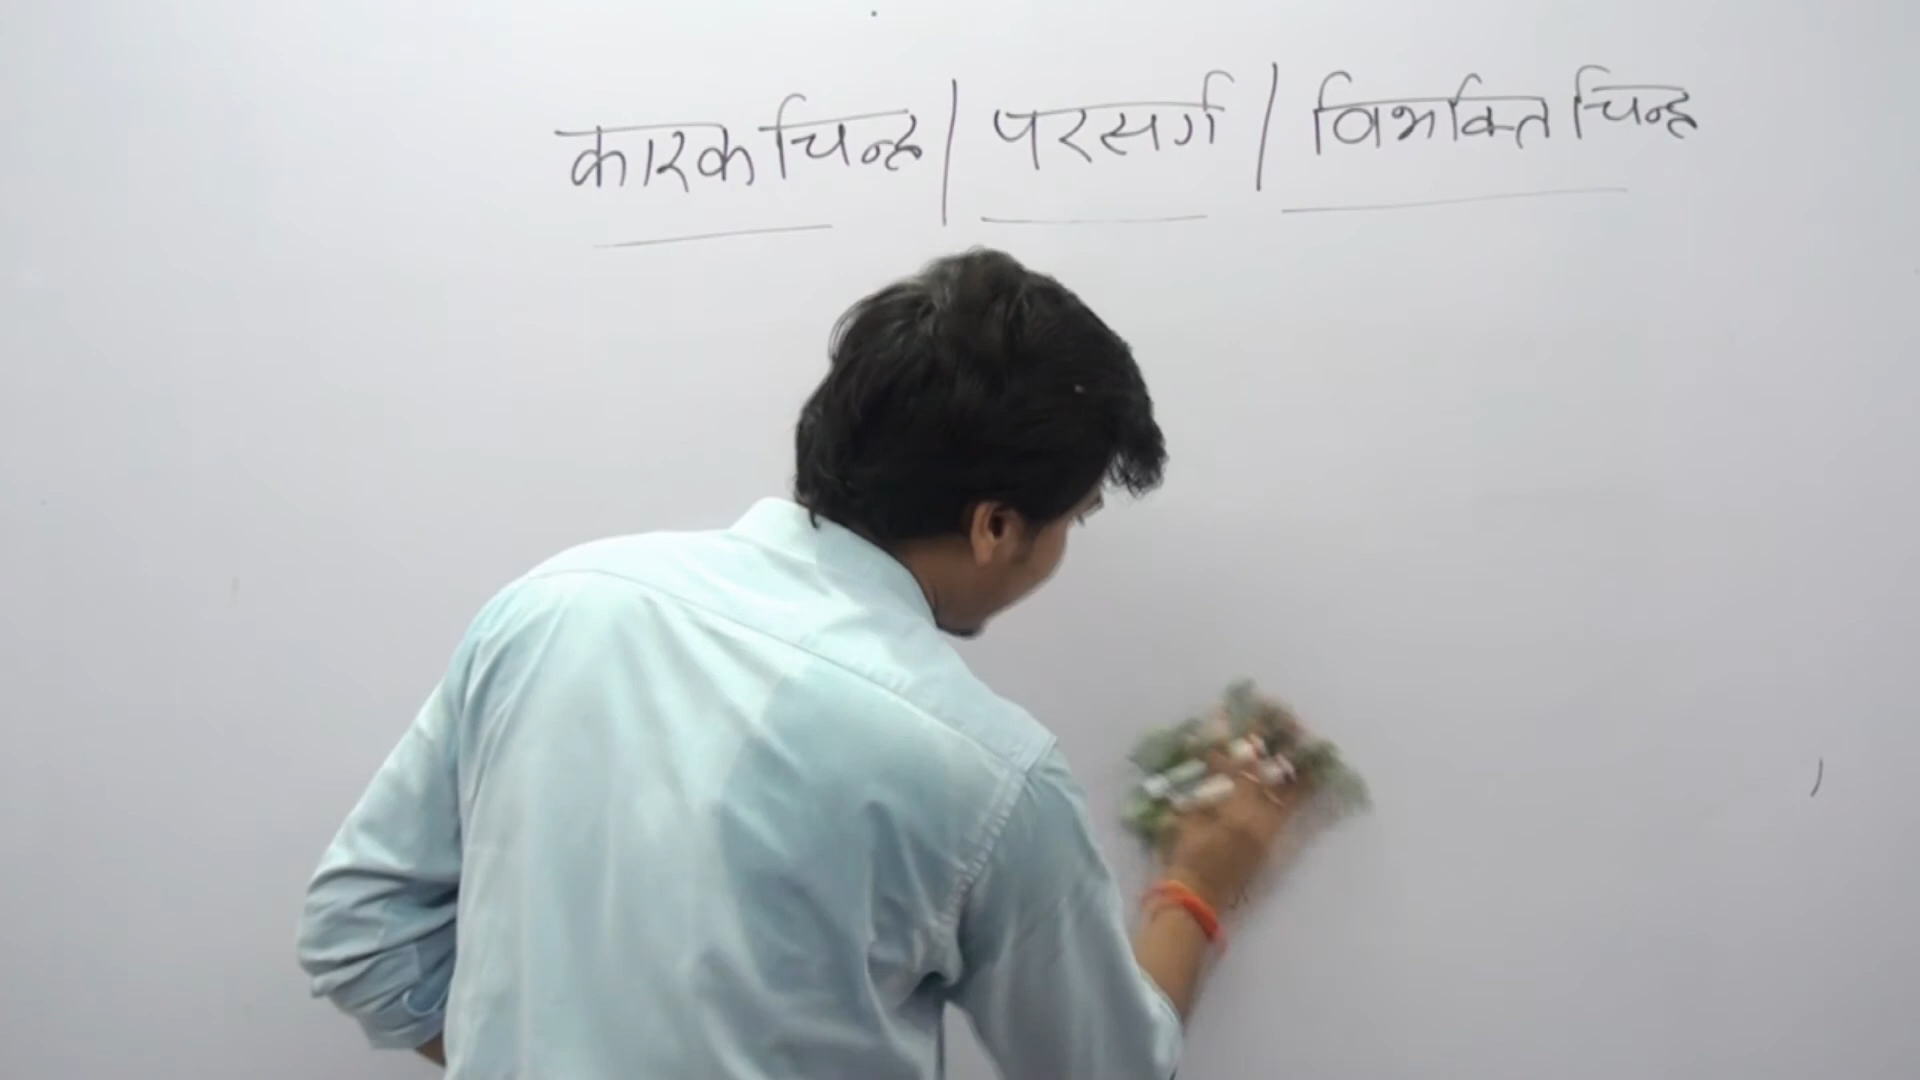 कारक चिन्ह | परसर्ग | विभक्ति चिन्ह